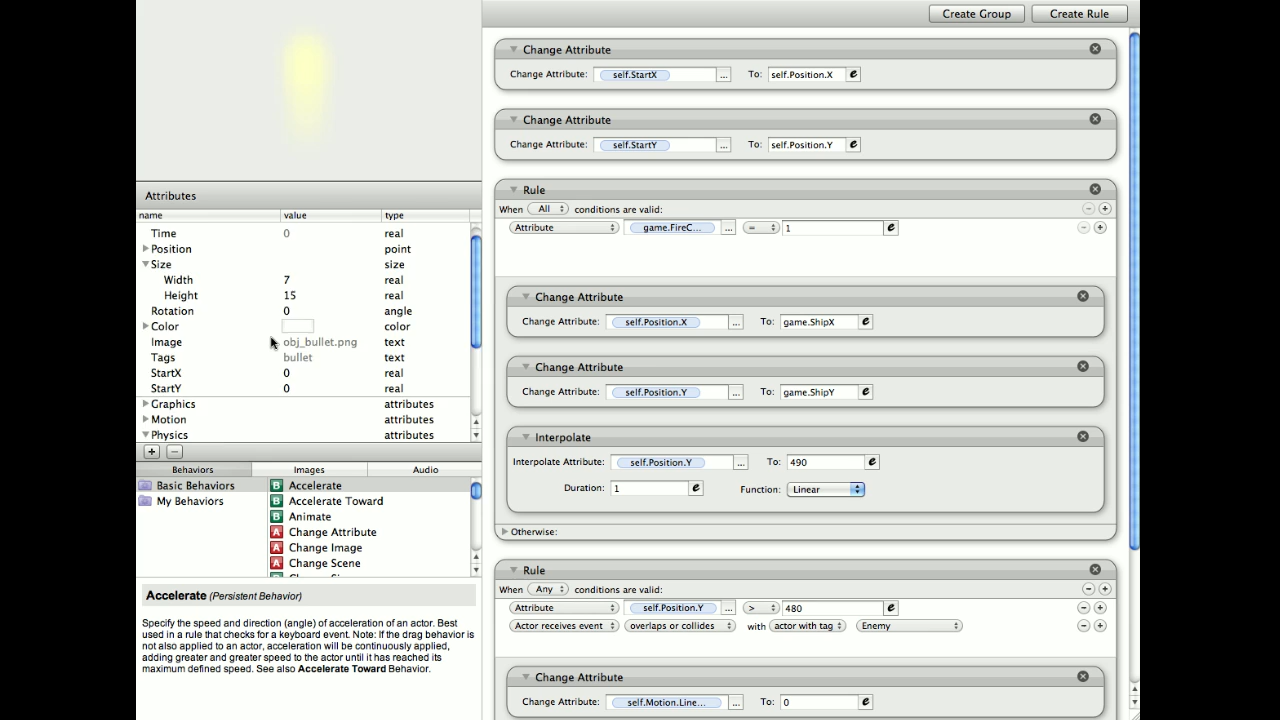 Create Group Create Rule
Change Attribute
Change Attribute: self.StartX ... To: self.Position.X e
Change Attribute
Change Attribute: self.StartY ... To: self.Position.Y e
Attributes
name value type
Time 0 real
Position point
Size size
Width 7 real
Height 15 real
Rotation 0 angle
Color color
Image obj_bullet.png text
Tags bullet text
StartX 0 real
StartY 0 real
Graphics attributes
Motion attributes
Physics attributes
+ −
Behaviors Images Audio
Basic Behaviors
My Behaviors
B Accelerate
B Accelerate Toward
B Animate
A Change Attribute
A Change Image
A Change Scene
Accelerate (Persistent Behavior)
Specify the speed and direction (angle) of acceleration of an actor. Best
used in a rule that checks for a keyboard event. Note: If the drag behavior is
not also applied to an actor, acceleration will be continuously applied,
adding greater and greater speed to the actor until it has reached its
maximum defined speed. See also Accelerate Toward Behavior.
Rule
When All conditions are valid:
Attribute game.FireC... ... = 1 e
Change Attribute
Change Attribute: self.Position.X ... To: game.ShipX e
Change Attribute
Change Attribute: self.Position.Y ... To: game.ShipY e
Interpolate
Interpolate Attribute: self.Position.Y ... To: 490 e
Duration: 1 e Function: Linear
Otherwise:
Rule
When Any conditions are valid:
Attribute self.Position.Y ... > 480 e
Actor receives event overlaps or collides with actor with tag Enemy
Change Attribute
Change Attribute: self.Motion.Line... ... To: 0 e